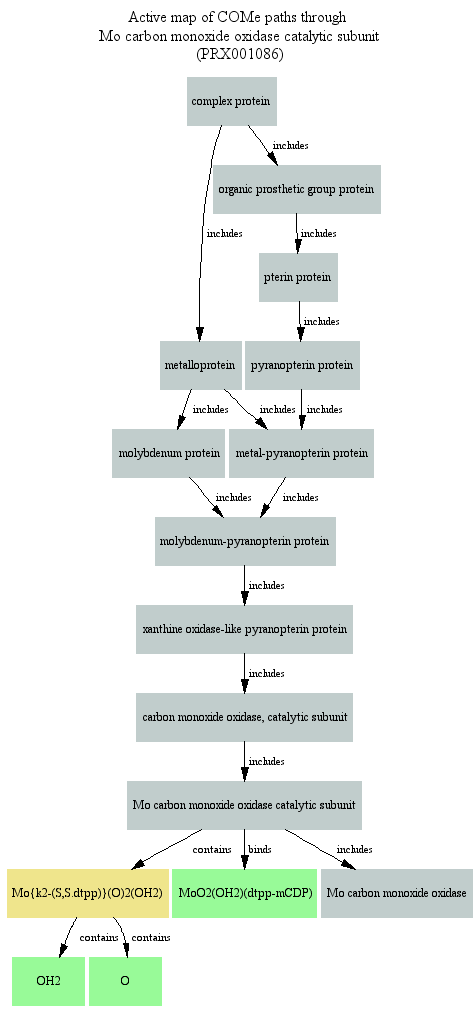 Active map of COMe paths through
Mo carbon monoxide oxidase catalytic subunit
(PRX001086)
complex protein
includes
organic prosthetic group protein
includes
includes
pterin protein
includes
metalloprotein
pyranopterin protein
includes
includes
includes
molybdenum protein
metal-pyranopterin protein
includes
includes
molybdenum-pyranopterin protein
includes
xanthine oxidase-like pyranopterin protein
includes
carbon monoxide oxidase, catalytic subunit
includes
Mo carbon monoxide oxidase catalytic subunit
contains
binds
includes
Mo{k2-(S,S.dtpp)}(O)2(OH2)
MoO2(OH2)(dtpp-mCDP)
Mo carbon monoxide oxidase
contains
contains
OH2
O